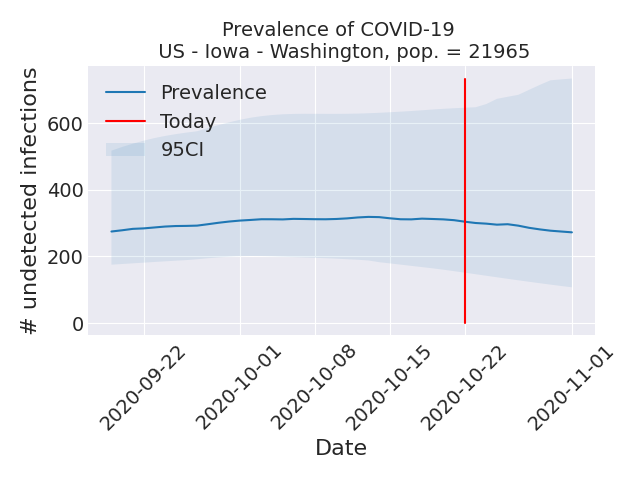 Prevalence of COVID-19
US - Iowa - Washington, pop. = 21965
# undetected infections
600
400
200
0
Prevalence
Today
95CI
2020-09-22
2020-10-01
2020-10-08
2020-10-15
2020-10-22
2020-11-01
Date